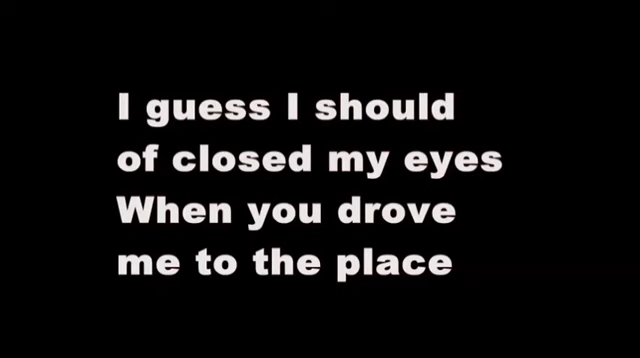 I guess I should
of closed my eyes
When you drove
me to the place